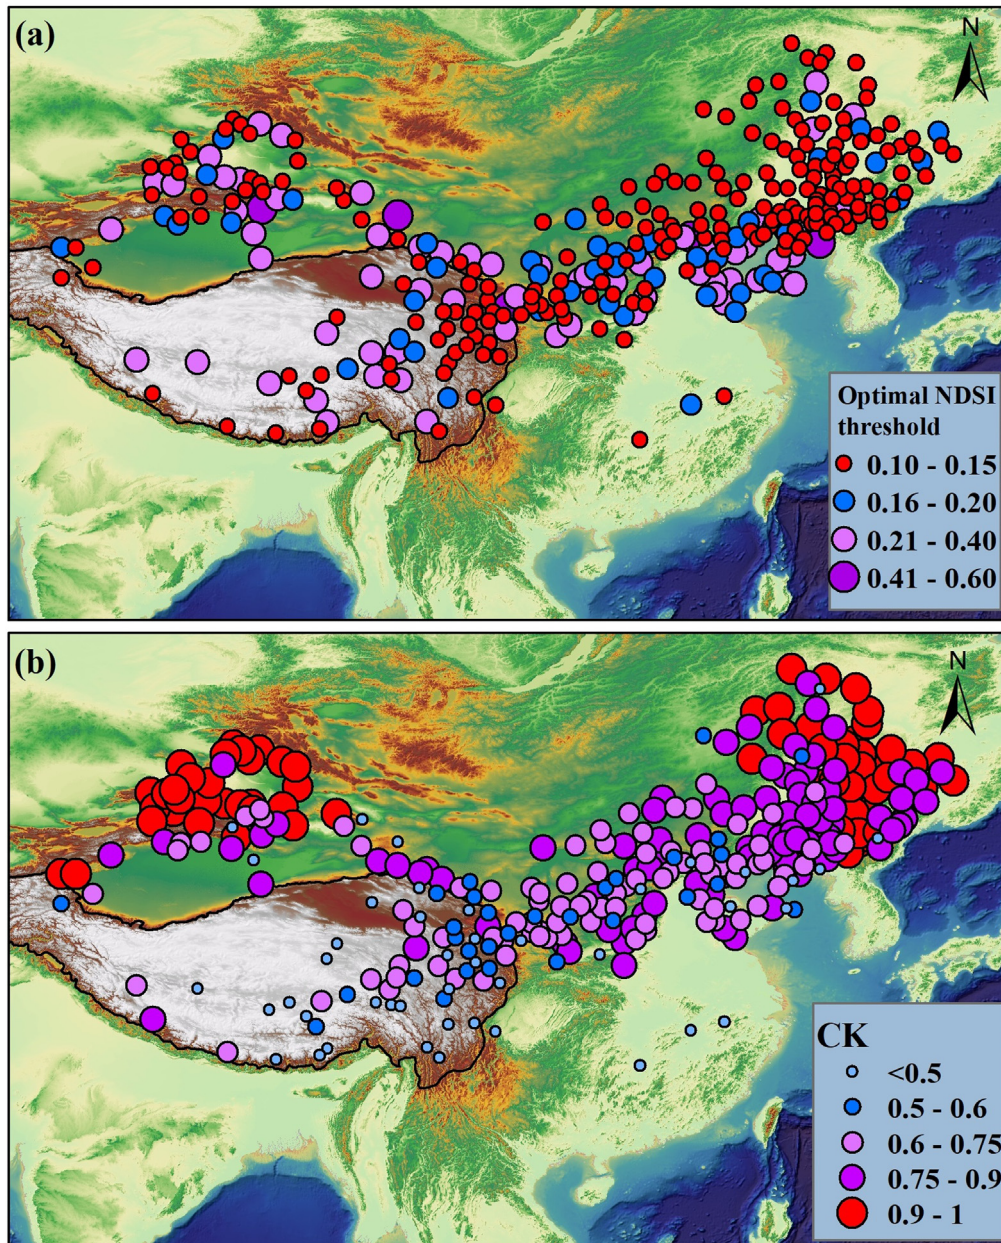 (a)
N
Optimal NDSI
threshold
0.10 - 0.15
0.16 - 0.20
0.21 - 0.40
0.41 - 0.60
(b)
N
CK
<0.5
0.5 - 0.6
0.6 - 0.75
0.75 - 0.9
0.9 - 1